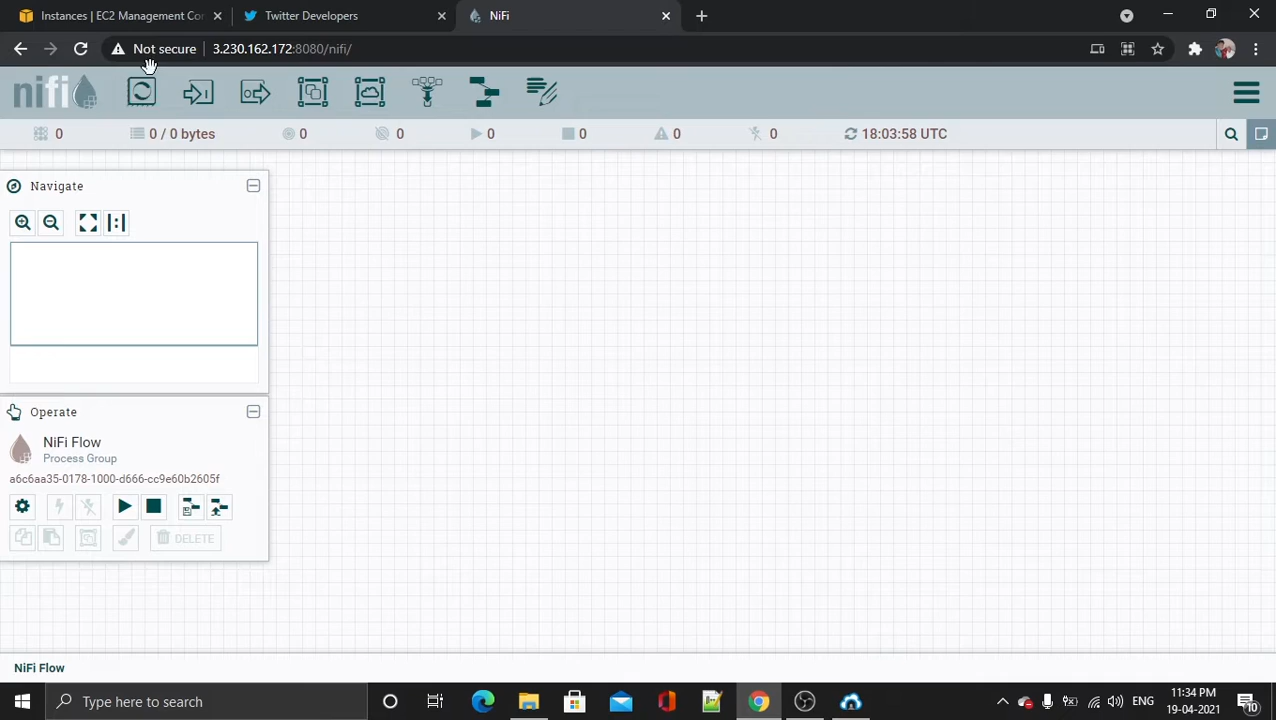 Instances | EC2 Management Cor
Twitter Developers
NiFi
Not secure
3.230.162.172:8080/nifi/
nifi
0
0 / 0 bytes
0
0
0
0
0
0
18:03:58 UTC
Navigate
Operate
NiFi Flow
Process Group
a6c6aa35-0178-1000-d666-cc9e60b2605f
DELETE
NiFi Flow
Type here to search
ENG
11:34 PM
19-04-2021
10